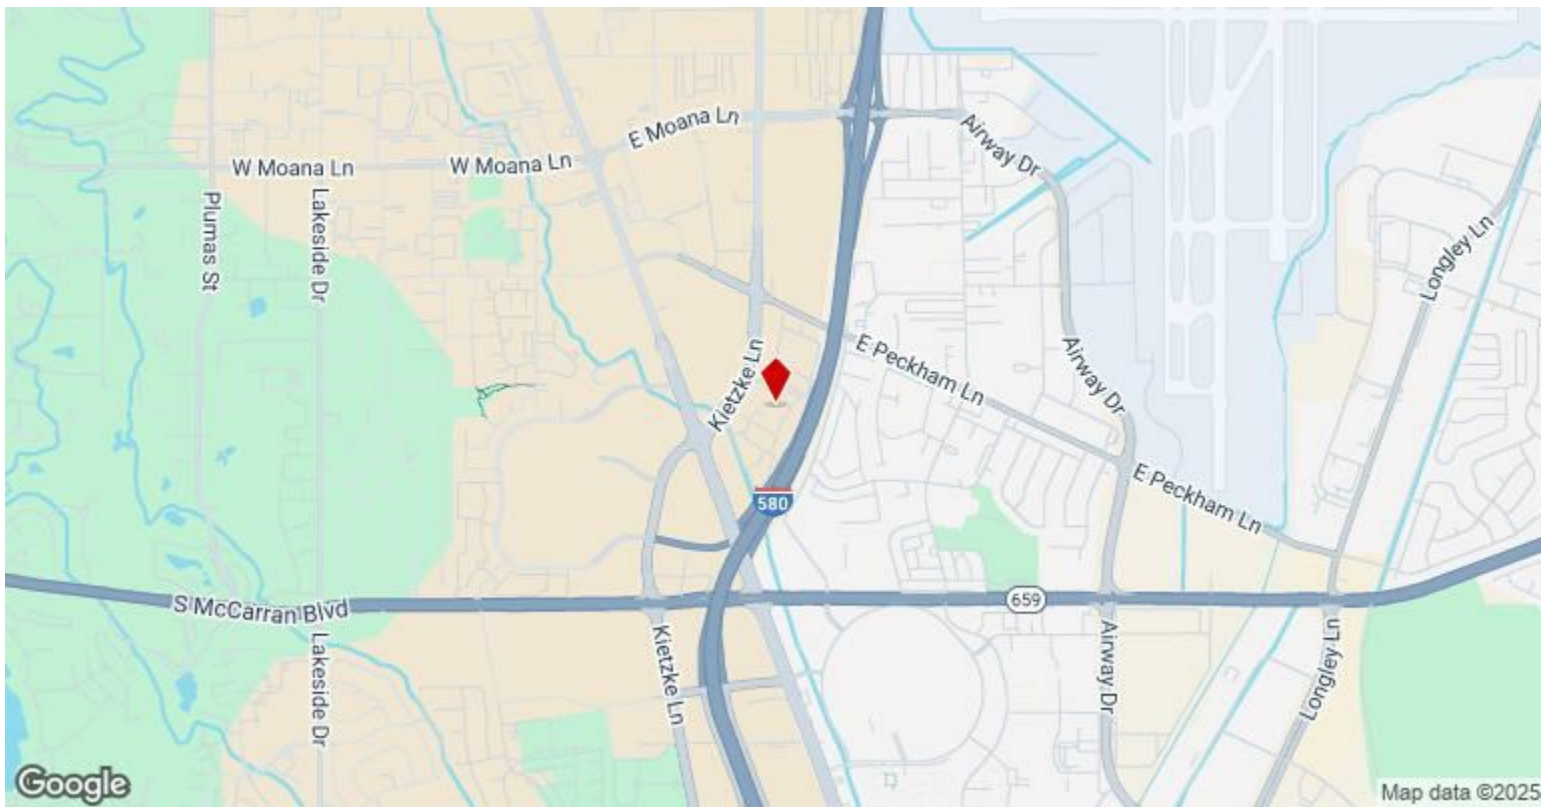 E Moana Ln
Airway Dr
W Moana Ln
W Moana Ln
Plumas St
Lakeside Dr
Longley Ln
Kietzke Ln
E Peckham Ln
Airway Dr
E Peckham Ln
580
S McCarran Blvd
659
Lakeside Dr
Kietzke Ln
Airway Dr
Longley Ln
Google
Map data ©2025